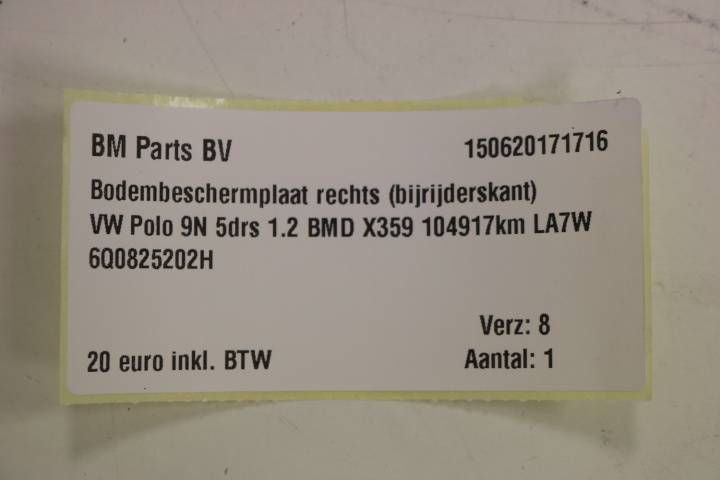 BM Parts BV 150620171716
Bodembeschermplaat rechts (bijrijderskant)
VW Polo 9N 5drs 1.2 BMD X359 104917km LA7W
6Q0825202H
Verz: 8
20 euro inkl. BTW Aantal: 1